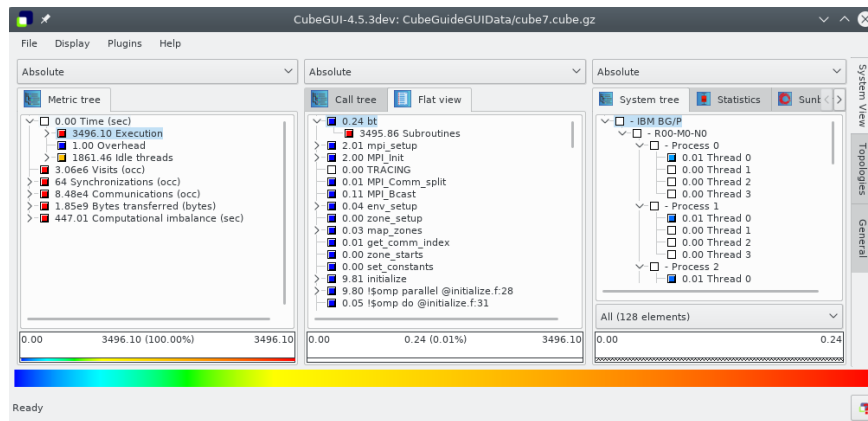 CubeGUI-4.5.3dev: CubeGuideGUIData/cube7.cube.gz
File Display Plugins Help
Absolute
Metric tree
0.00 Time (sec)
3496.10 Execution
1.00 Overhead
1861.46 Idle threads
3.06e6 Visits (occ)
64 Synchronizations (occ)
8.48e4 Communications (occ)
1.85e9 Bytes transferred (bytes)
447.01 Computational imbalance (sec)
0.00 3496.10 (100.00%) 3496.10
Absolute
Call tree Flat view
0.24 bt
3495.86 Subroutines
2.01 mpi_setup
2.00 MPI_Init
0.00 TRACING
0.01 MPI_Comm_split
0.11 MPI_Bcast
0.04 env_setup
0.00 zone_setup
0.03 map_zones
0.01 get_comm_index
0.00 zone_starts
0.00 set_constants
9.81 initialize
9.80 !$omp parallel @initialize.f:28
0.05 !$omp do @initialize.f:31
0.00 0.24 (0.01%) 3496.10
Absolute
System tree Statistics Sunb
- IBM BG/P
- R00-M0-N0
- Process 0
0.01 Thread 0
0.00 Thread 1
0.00 Thread 2
0.00 Thread 3
- Process 1
0.01 Thread 0
0.00 Thread 1
0.00 Thread 2
0.00 Thread 3
- Process 2
0.01 Thread 0
All (128 elements)
0.00 0.24
System View
Topologies
General
Ready